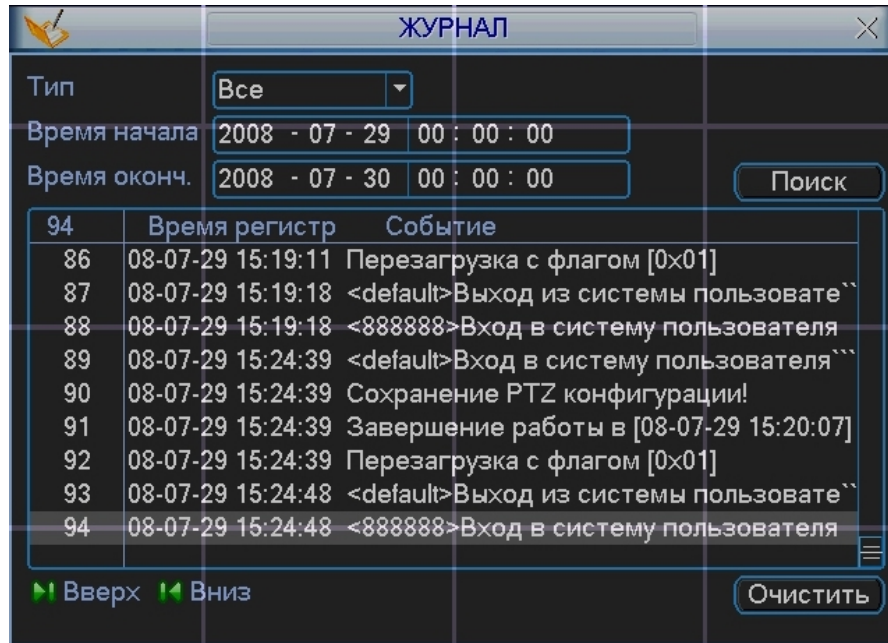 ЖУРНАЛ
Тип Все
Время начала 2008 - 07 - 29 00 : 00 : 00
Время оконч. 2008 - 07 - 30 00 : 00 : 00
Поиск
94 Время регистр Событие
86 08-07-29 15:19:11 Перезагрузка с флагом [0x01]
87 08-07-29 15:19:18 <default>Выход из системы пользовате``
88 08-07-29 15:19:18 <888888>Вход в систему пользователя
89 08-07-29 15:24:39 <default>Вход в систему пользователя```
90 08-07-29 15:24:39 Сохранение PTZ конфигурации!
91 08-07-29 15:24:39 Завершение работы в [08-07-29 15:20:07]
92 08-07-29 15:24:39 Перезагрузка с флагом [0x01]
93 08-07-29 15:24:48 <default>Выход из системы пользовате``
94 08-07-29 15:24:48 <888888>Вход в систему пользователя
Вверх Вниз
Очистить